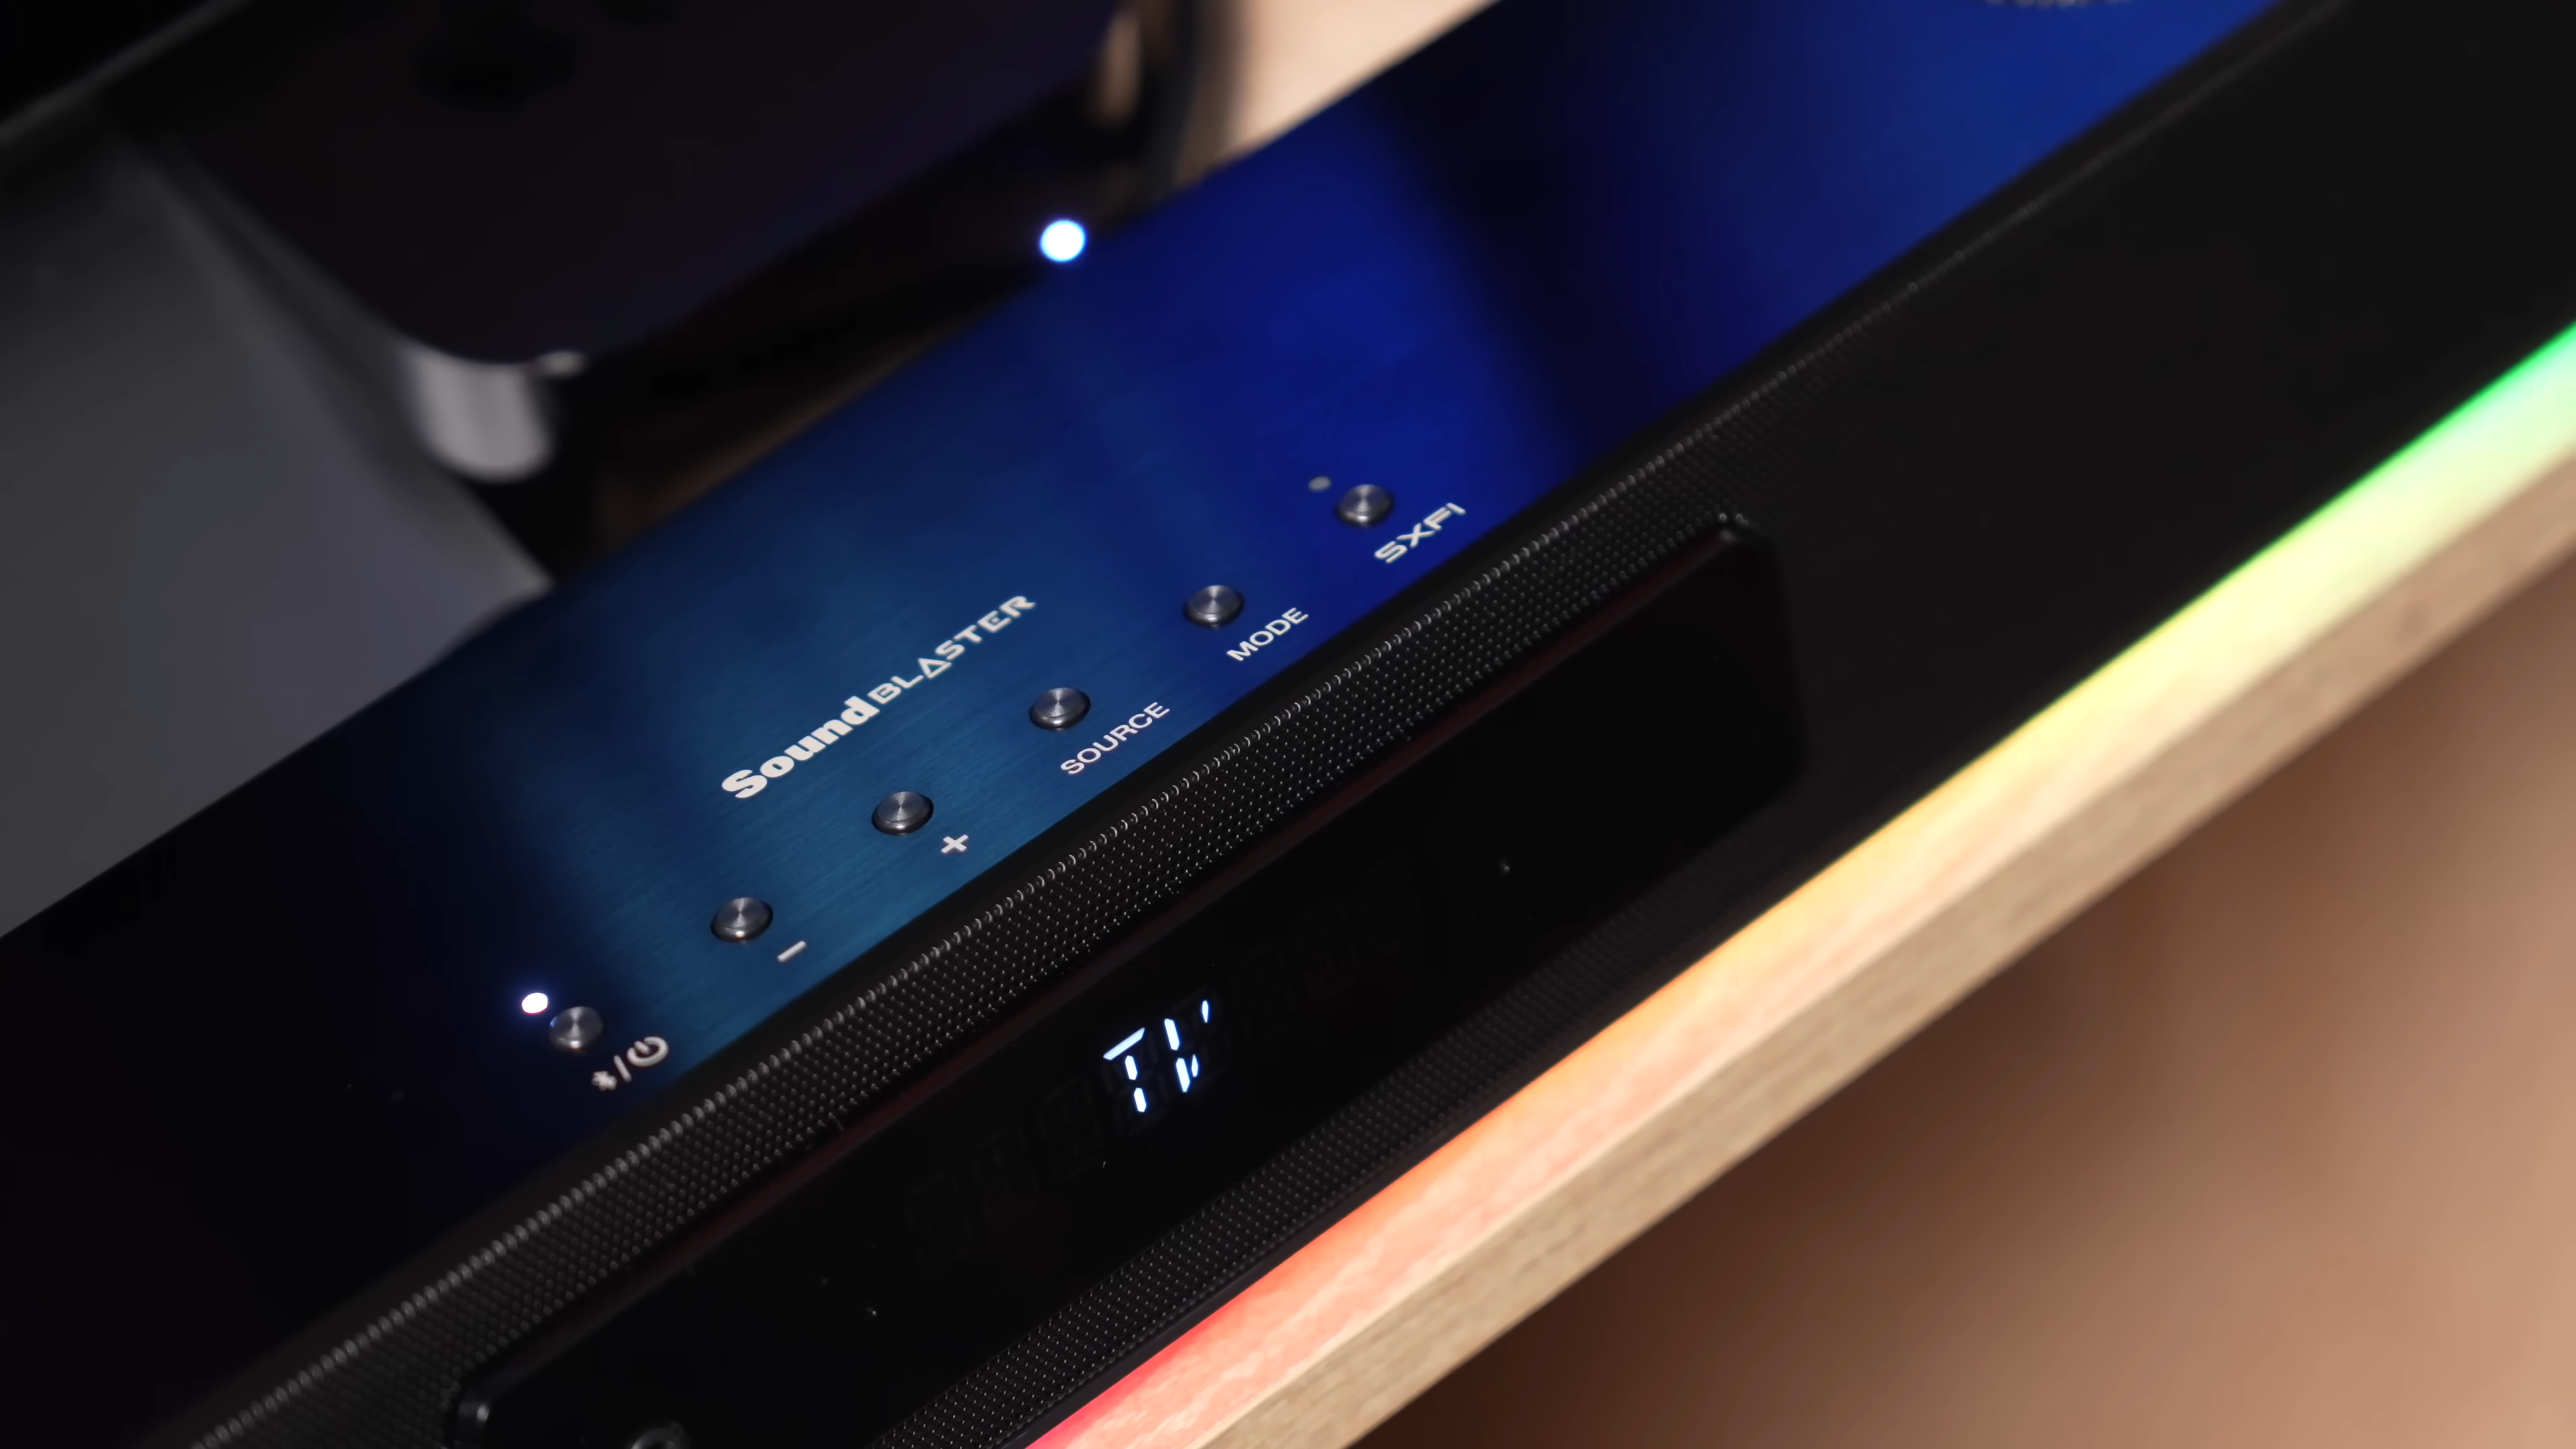 Sound BLASTER
SXFI
MODE
SOURCE
+
−
/
TV